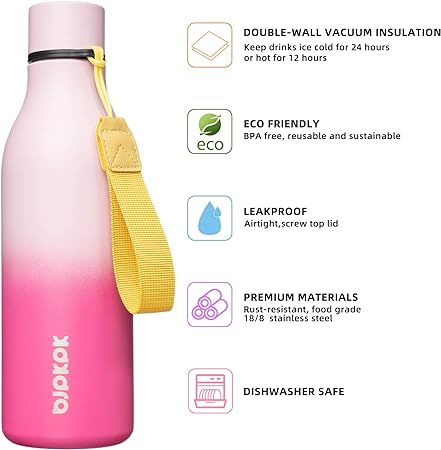 DOUBLE-WALL VACUUM INSULATION
Keep drinks ice cold for 24 hours
or hot for 12 hours
eco
ECO FRIENDLY
BPA free, reusable and sustainable
LEAKPROOF
Airtight,screw top lid
PREMIUM MATERIALS
Rust-resistant, food grade
18/8 stainless steel
DISHWASHER SAFE
BJPKPK